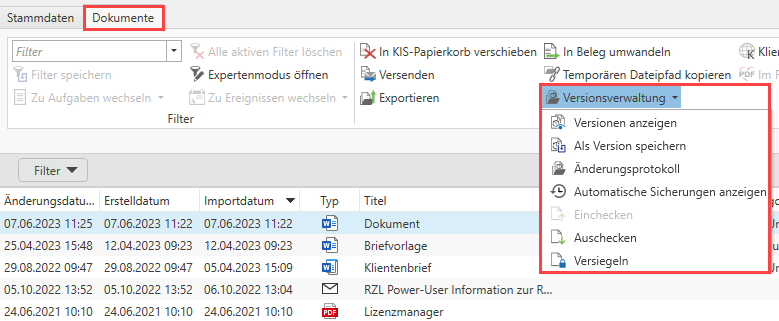 Stammdaten Dokumente
Filter Alle aktiven Filter löschen In KIS-Papierkorb verschieben In Beleg umwandeln Klie
Filter speichern Expertenmodus öffnen Versenden Temporären Dateipfad kopieren Im F
Zu Aufgaben wechseln Zu Ereignissen wechseln Exportieren Versionsverwaltung
Filter
Versionen anzeigen
Als Version speichern
Änderungsprotokoll
Automatische Sicherungen anzeigen
Einchecken
Auschecken
Versiegeln
Filter
Änderungsdatu... Erstelldatum Importdatum Typ Titel
07.06.2023 11:25 07.06.2023 11:22 07.06.2023 11:22 Dokument
25.04.2023 15:48 12.04.2023 09:23 12.04.2023 09:23 Briefvorlage
29.08.2022 09:47 29.08.2022 09:47 05.04.2023 15:09 Klientenbrief
05.10.2022 13:52 05.10.2022 13:52 06.10.2022 13:04 RZL Power-User Information zur R...
24.06.2021 10:10 24.06.2021 10:10 24.06.2021 10:10 PDF Lizenzmanager